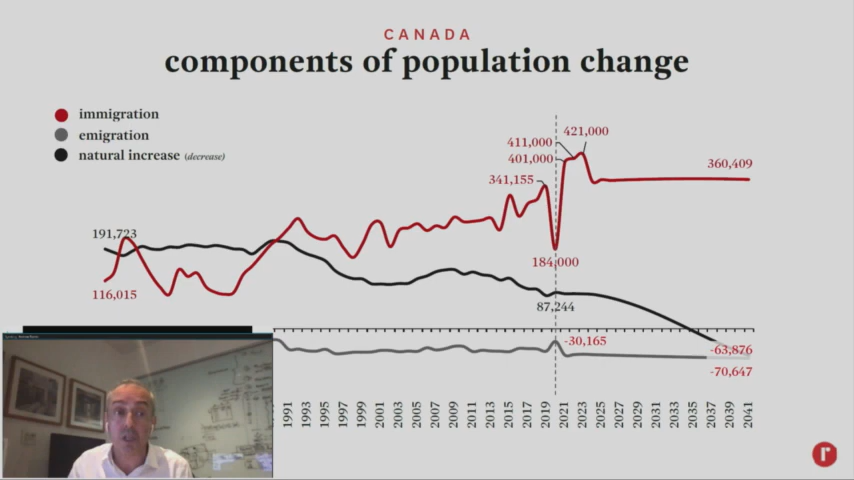 CANADA
components of population change
immigration
emigration
natural increase (decrease)
421,000
411,000
401,000
341,155
360,409
191,723
184,000
116,015
87,244
-30,165
-63,876
-70,647
1991 1993 1995 1997 1999 2001 2003 2005 2007 2009 2011 2013 2015 2017 2019 2021 2023 2025 2027 2029 2031 2033 2035 2037 2039 2041
r